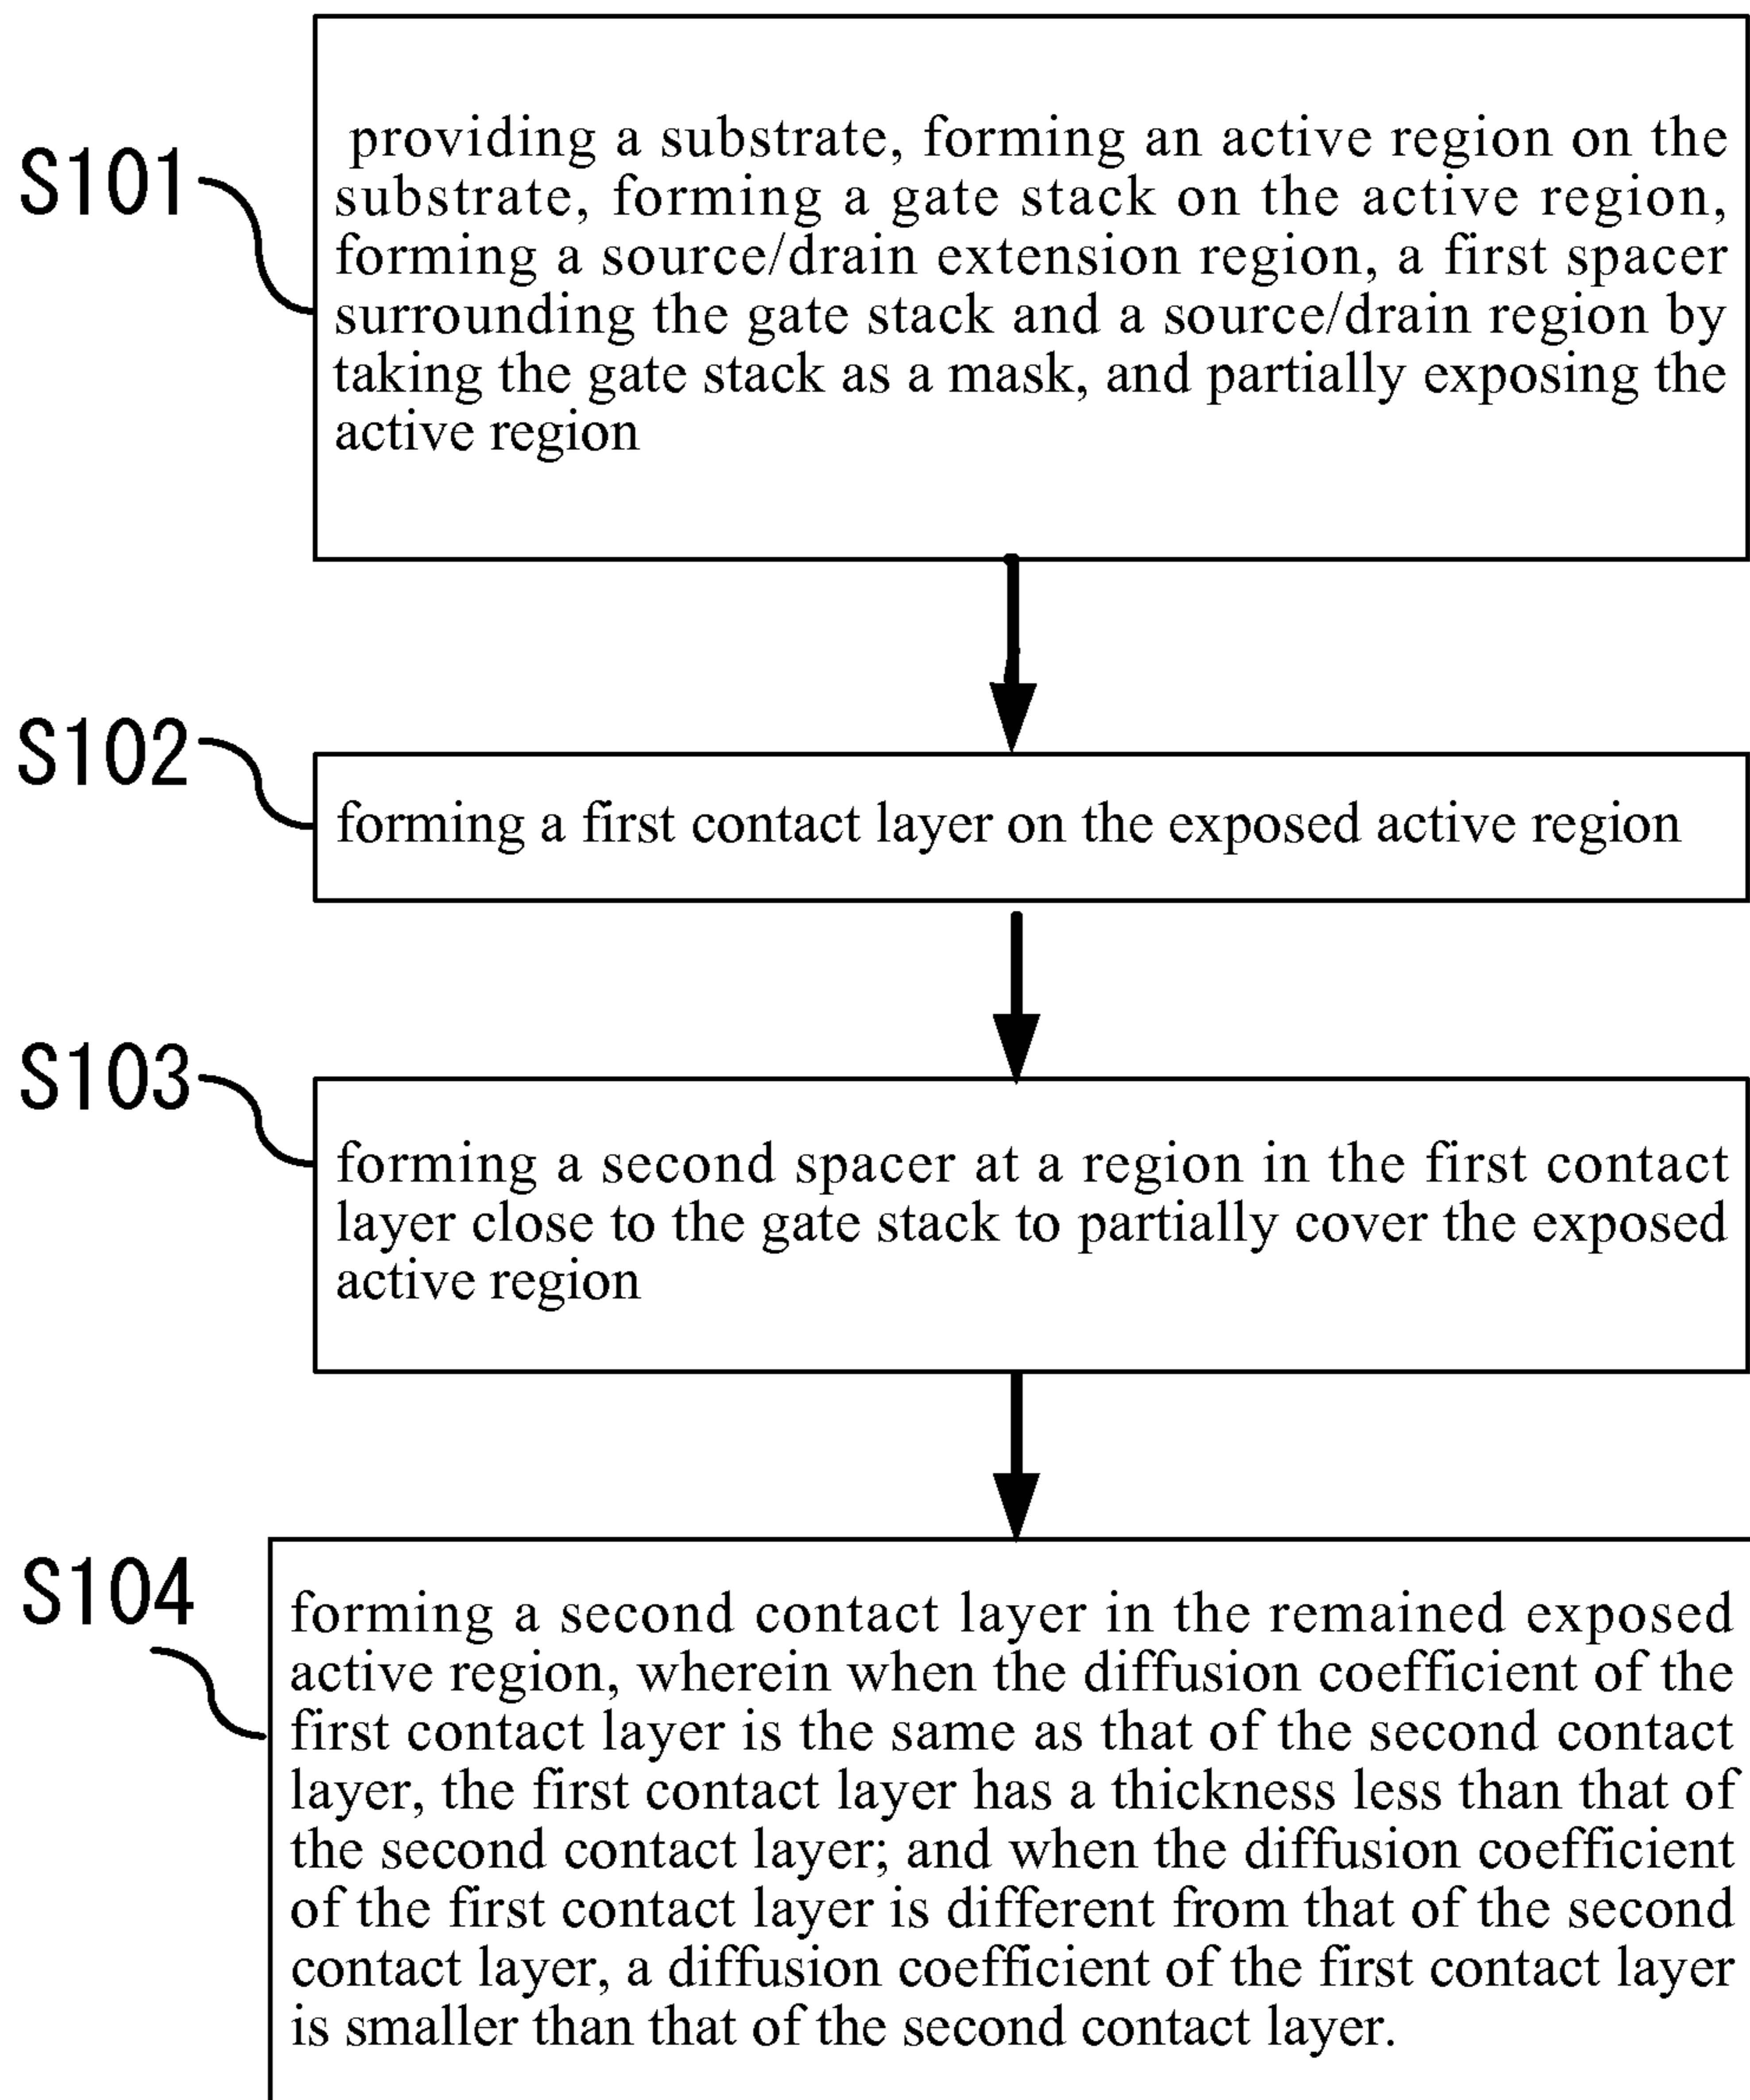 S101
providing a substrate, forming an active region on the
substrate, forming a gate stack on the active region,
forming a source/drain extension region, a first spacer
surrounding the gate stack and a source/drain region by
taking the gate stack as a mask, and partially exposing the
active region
S102
forming a first contact layer on the exposed active region
S103
forming a second spacer at a region in the first contact
layer close to the gate stack to partially cover the exposed
active region
S104
forming a second contact layer in the remained exposed
active region, wherein when the diffusion coefficient of the
first contact layer is the same as that of the second contact
layer, the first contact layer has a thickness less than that of
the second contact layer; and when the diffusion coefficient
of the first contact layer is different from that of the second
contact layer, a diffusion coefficient of the first contact layer
is smaller than that of the second contact layer.